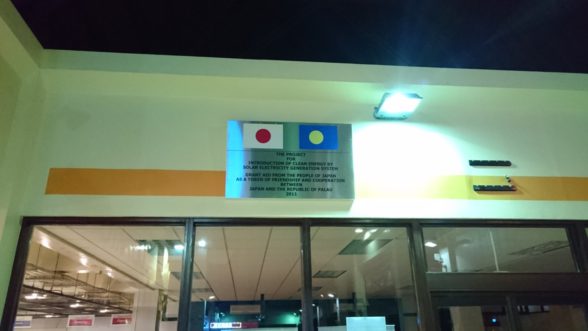 THE PROJECT
FOR
INTRODUCTION OF CLEAN ENERGY BY
SOLAR ELECTRICITY GENERATION SYSTEM
GRANT AID FROM THE PEOPLE OF JAPAN
AS A TOKEN OF FRIENDSHIP AND COOPERATION
BETWEEN
JAPAN AND THE REPUBLIC OF PALAU
2011